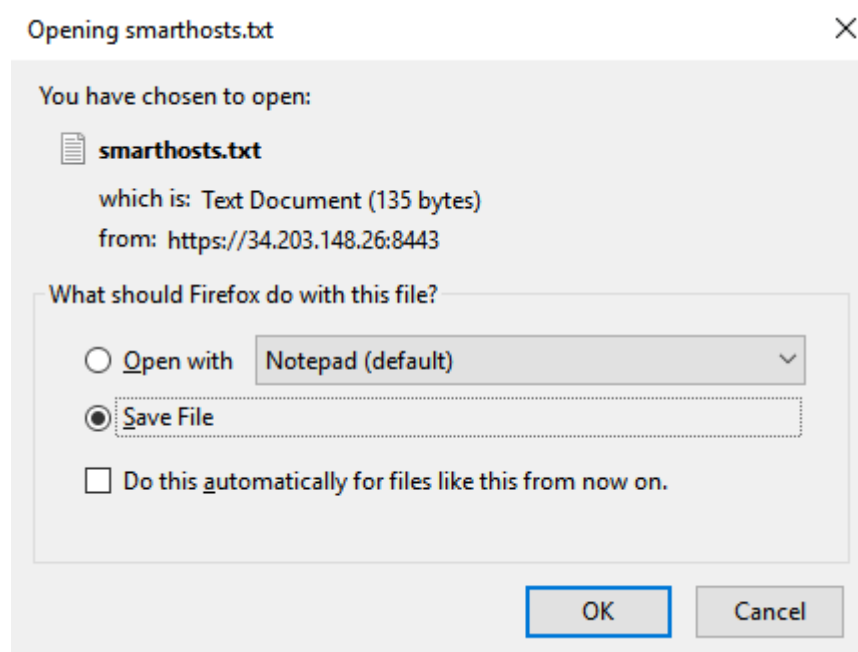 Opening smarthosts.txt
You have chosen to open:
smarthosts.txt
which is: Text Document (135 bytes)
from: https://34.203.148.26:8443
What should Firefox do with this file?
Open with Notepad (default)
Save File
Do this automatically for files like this from now on.
OK Cancel